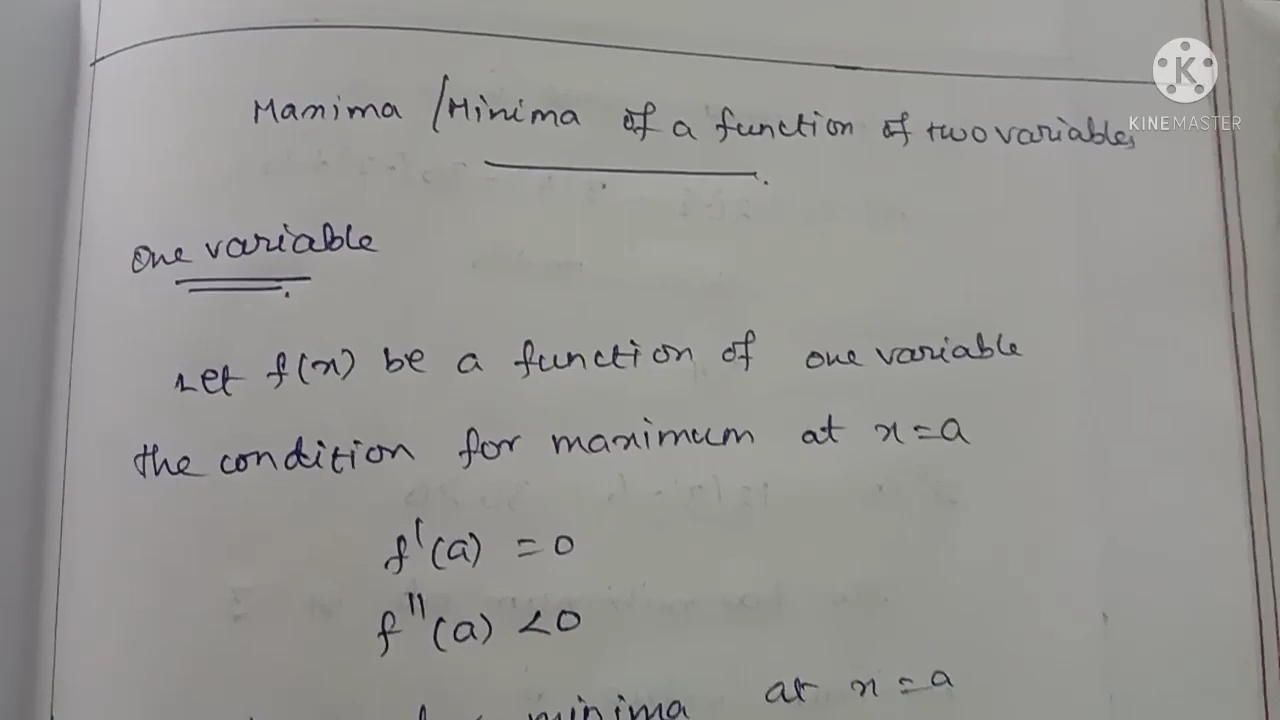 K
KINEMASTER
Maxima / Minima of a function of two variables
One variable
Let f(x) be a function of one variable
the condition for maximum at x = a
f'(a) = 0
f''(a) < 0
minima at x = a